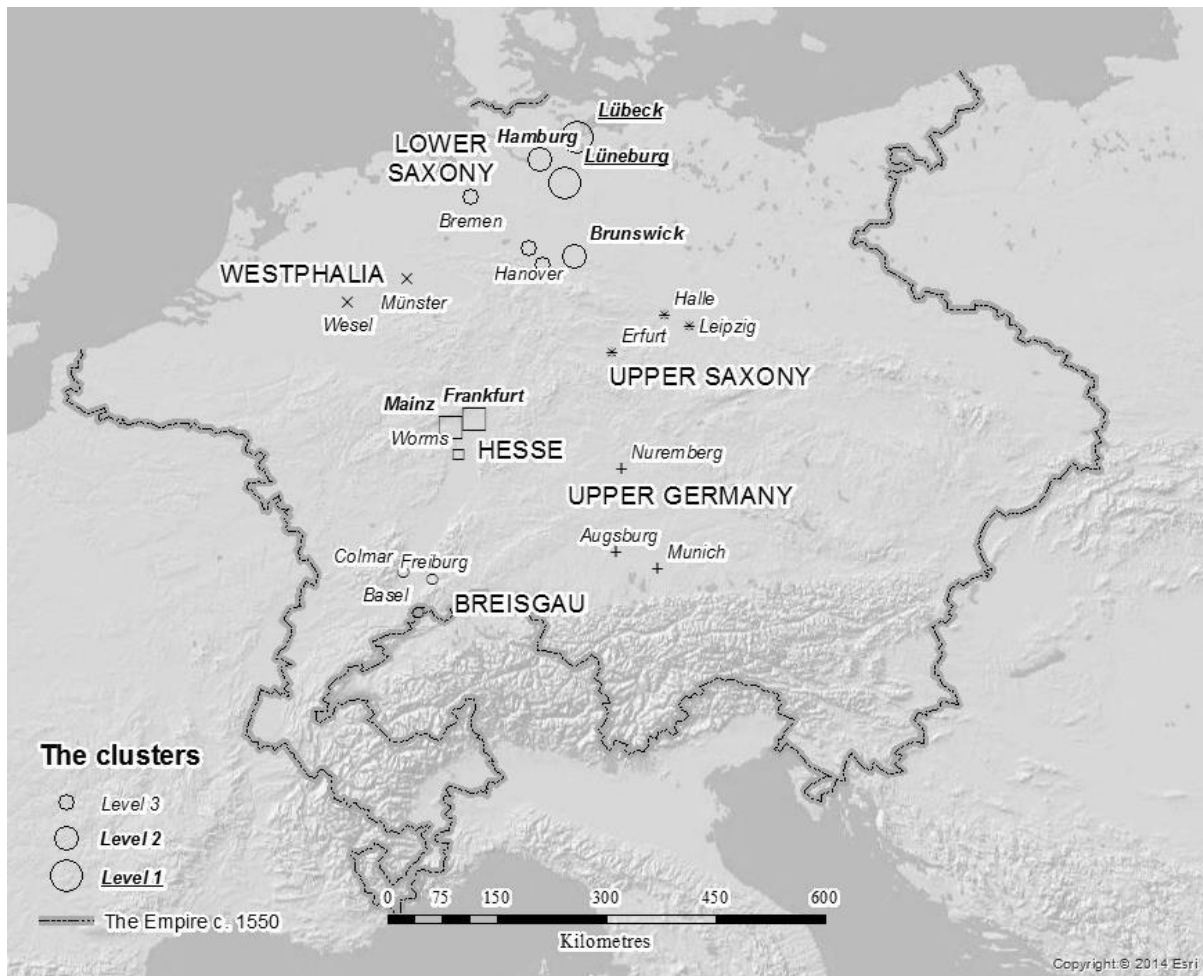 Lübeck
Hamburg
LOWER
SAXONY
Lüneburg
Bremen
Brunswick
Hanover
WESTPHALIA
Münster
Wesel
Halle
Leipzig
Erfurt
UPPER SAXONY
Mainz
Frankfurt
Worms
HESSE
Nuremberg
UPPER GERMANY
Augsburg
Munich
Colmar
Freiburg
Basel
BREISGAU
The clusters
Level 3
Level 2
Level 1
The Empire c. 1550
0 75 150 300 450 600
Kilometres
Copyright:© 2014 Esri